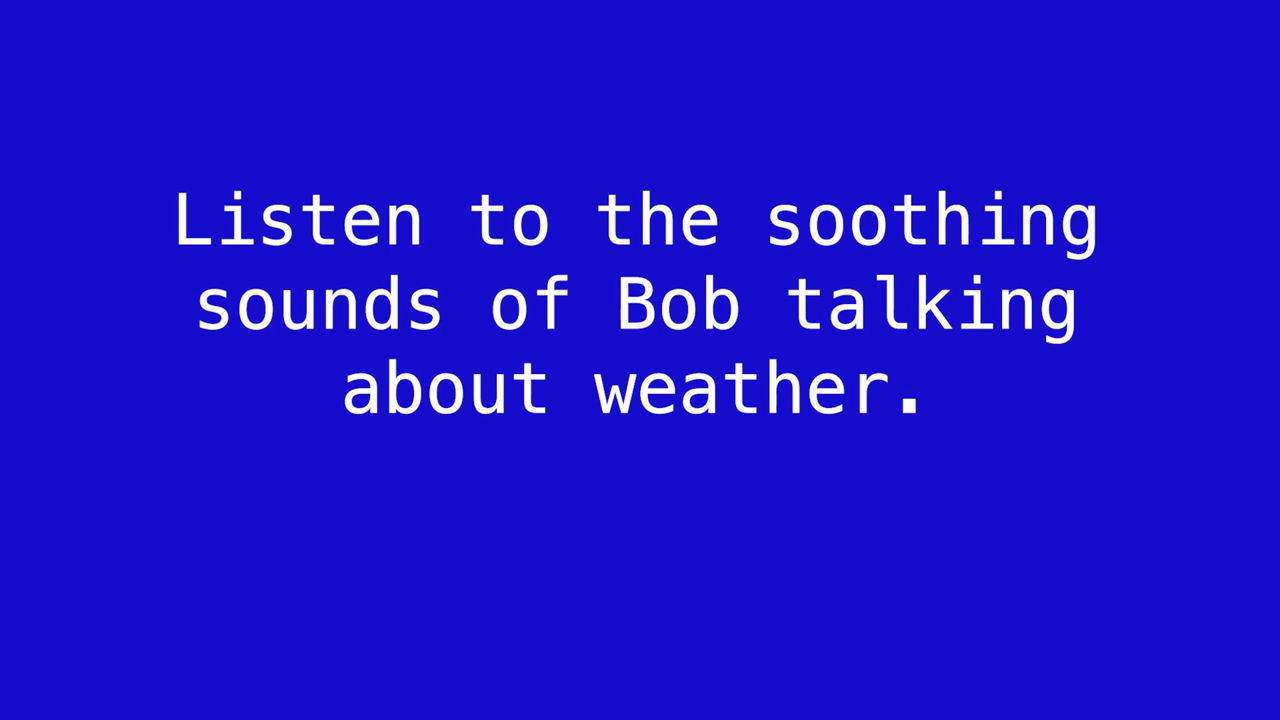 Listen to the soothing
sounds of Bob talking
about weather.